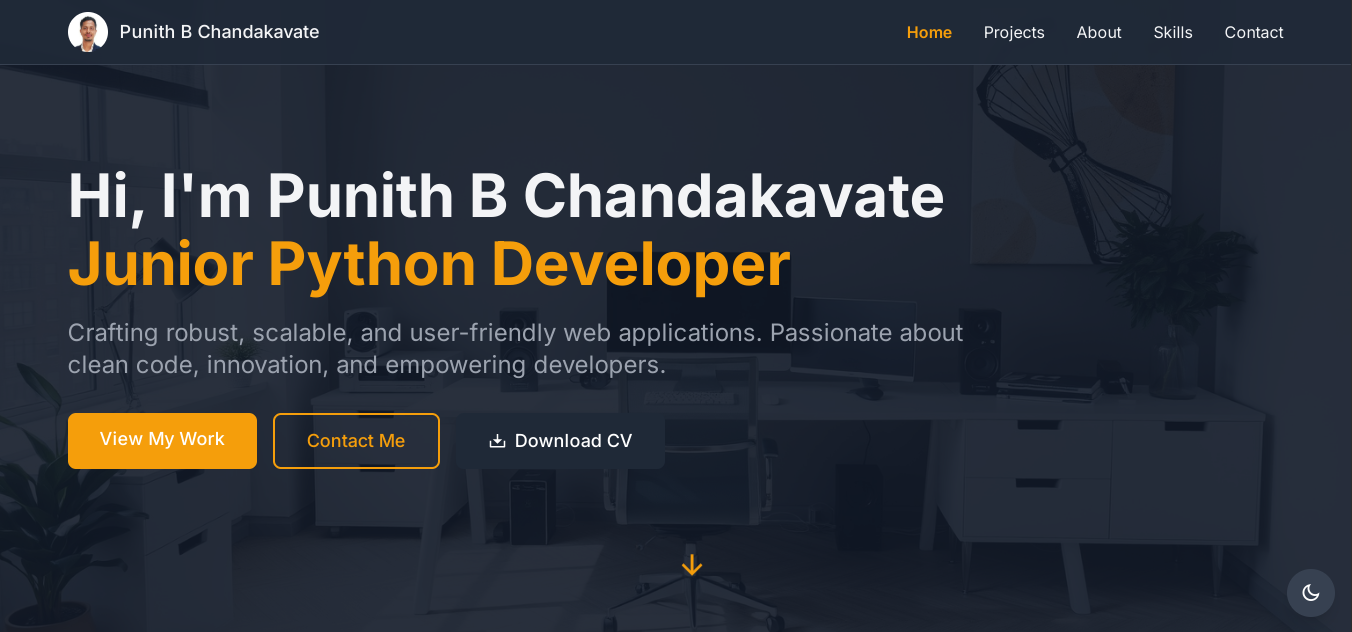 Punith B Chandakavate
Home Projects About Skills Contact
Hi, I'm Punith B Chandakavate
Junior Python Developer
Crafting robust, scalable, and user-friendly web applications. Passionate about
clean code, innovation, and empowering developers.
View My Work
Contact Me
Download CV